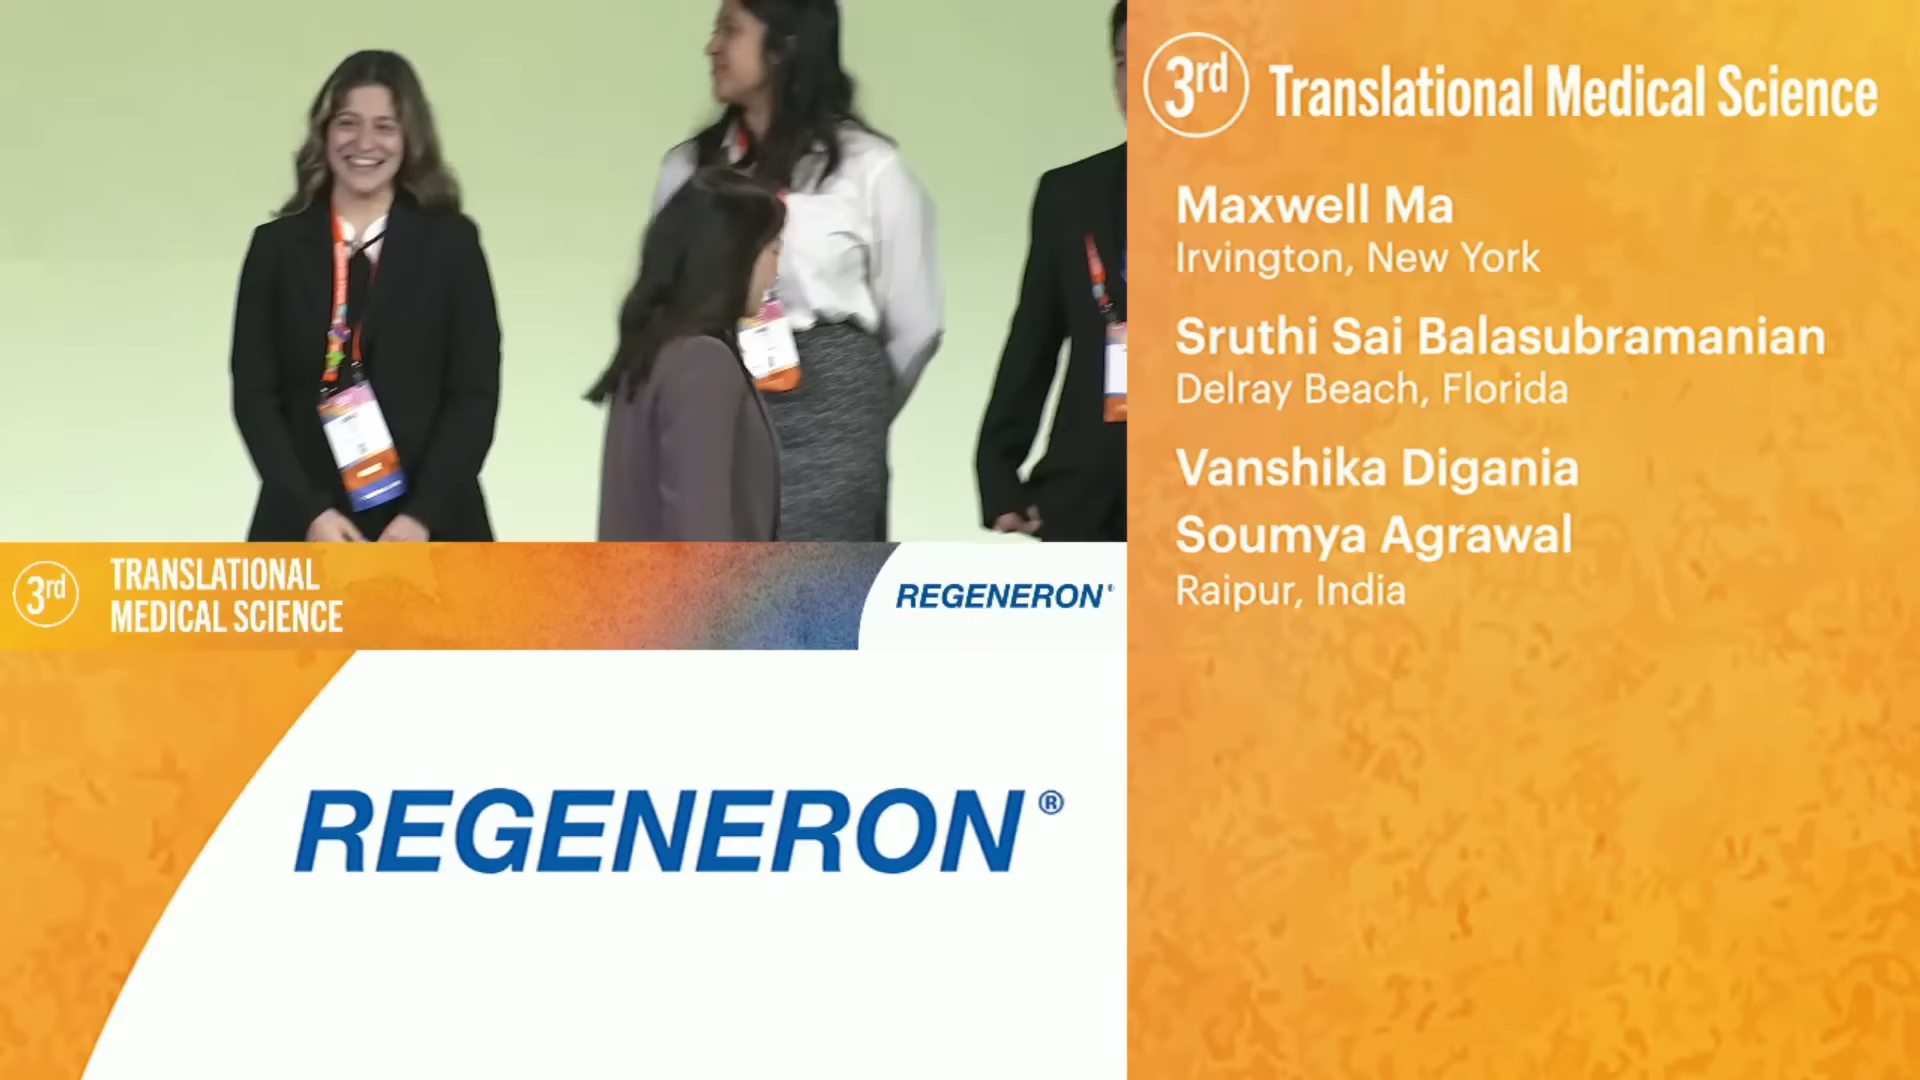 3rd Translational Medical Science
Maxwell Ma
Irvington, New York
Sruthi Sai Balasubramanian
Delray Beach, Florida
Vanshika Digania
Soumya Agrawal
Raipur, India
3rd TRANSLATIONAL
MEDICAL SCIENCE
REGENERON®
REGENERON®